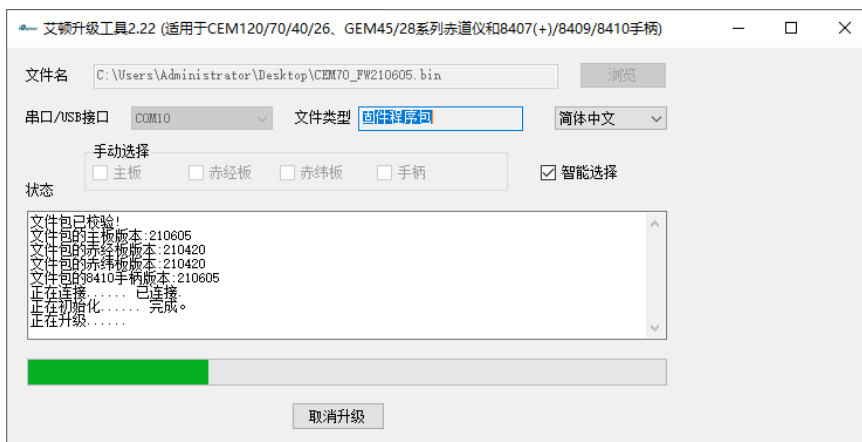 艾顿升级工具2.22 (适用于CEM120/70/40/26、GEM45/28系列赤道仪和8407(+)/8409/8410手柄)
文件名 C:\Users\Administrator\Desktop\CEM70_FW210605.bin 浏览
串口/USB接口 COM10 文件类型 固件程序包 简体中文
手动选择
主板 赤经板 赤纬板 手柄 智能选择
状态
文件包已校验!
文件包的主板版本:210605
文件包的赤经板版本:210420
文件包的赤纬板版本:210420
文件包的8410手柄版本:210605
正在连接...... 已连接.
正在初始化...... 完成。
正在升级......
取消升级